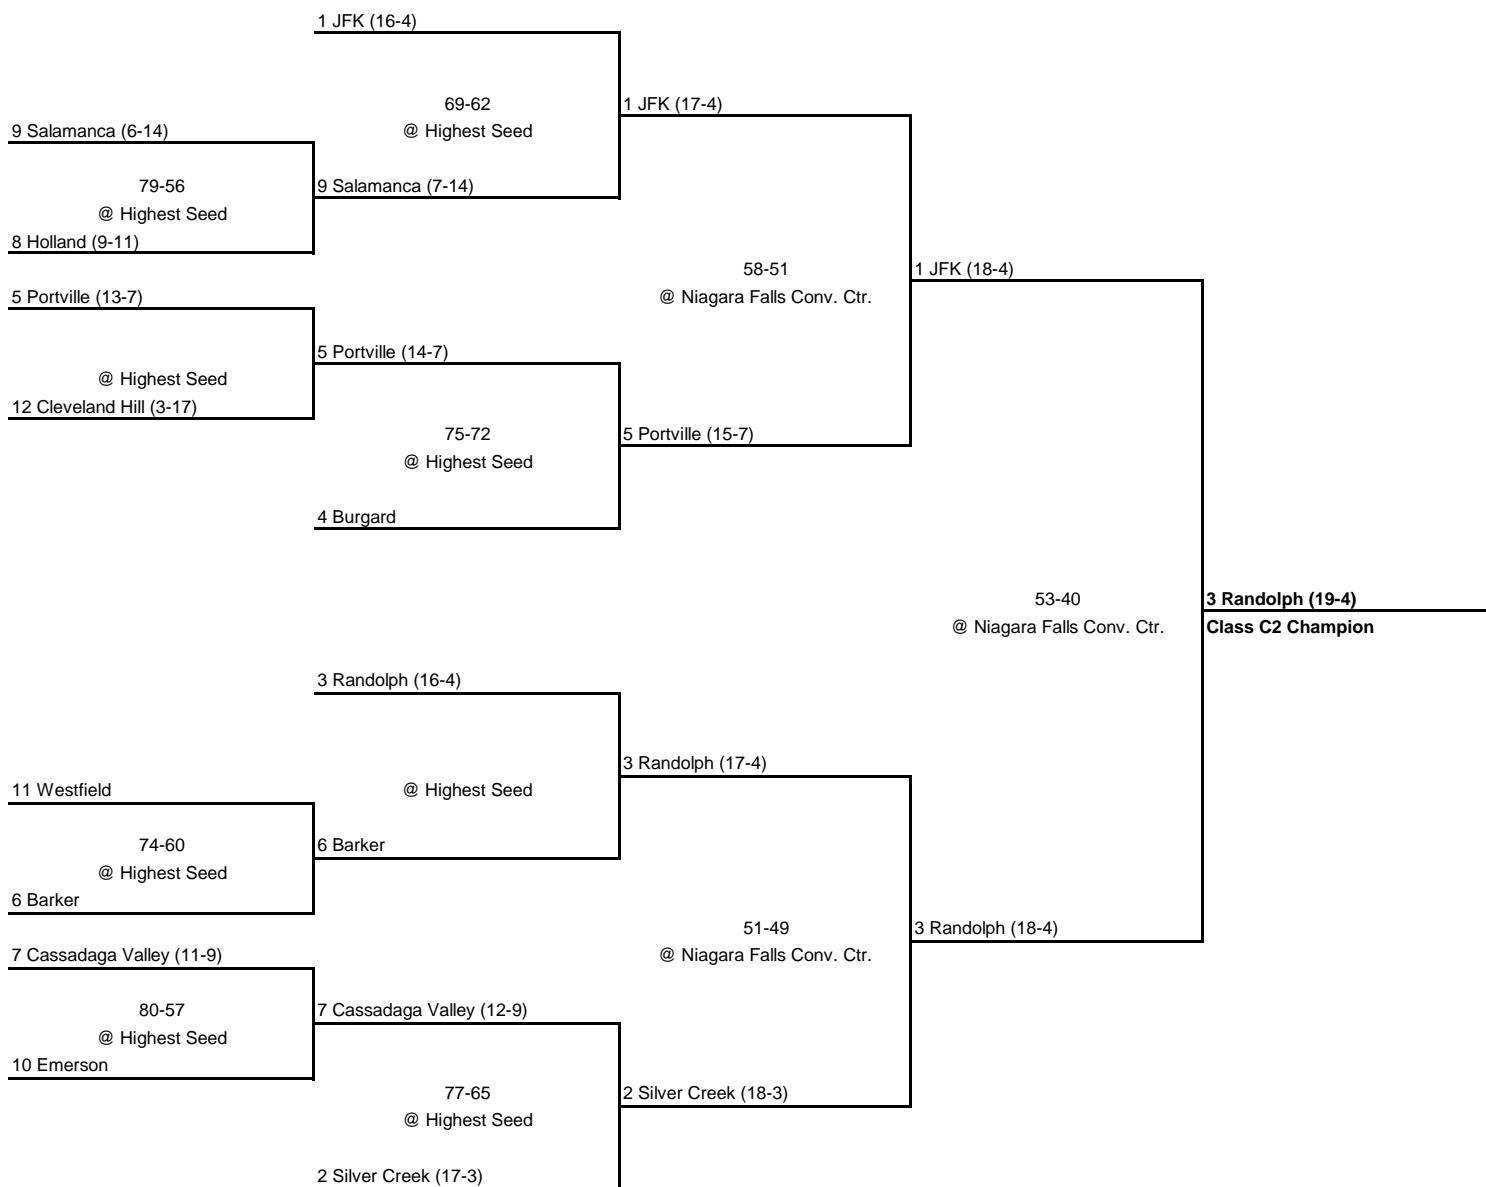 1 JFK (16-4)
69-62
1 JFK (17-4)
9 Salamanca (6-14)
@ Highest Seed
79-56
9 Salamanca (7-14)
@ Highest Seed
8 Holland (9-11)
58-51
1 JFK (18-4)
5 Portville (13-7)
@ Niagara Falls Conv. Ctr.
5 Portville (14-7)
@ Highest Seed
12 Cleveland Hill (3-17)
75-72
5 Portville (15-7)
@ Highest Seed
4 Burgard
53-40
3 Randolph (19-4)
@ Niagara Falls Conv. Ctr.
Class C2 Champion
3 Randolph (16-4)
3 Randolph (17-4)
11 Westfield
@ Highest Seed
74-60
6 Barker
@ Highest Seed
6 Barker
51-49
3 Randolph (18-4)
7 Cassadaga Valley (11-9)
@ Niagara Falls Conv. Ctr.
80-57
7 Cassadaga Valley (12-9)
@ Highest Seed
10 Emerson
77-65
2 Silver Creek (18-3)
@ Highest Seed
2 Silver Creek (17-3)